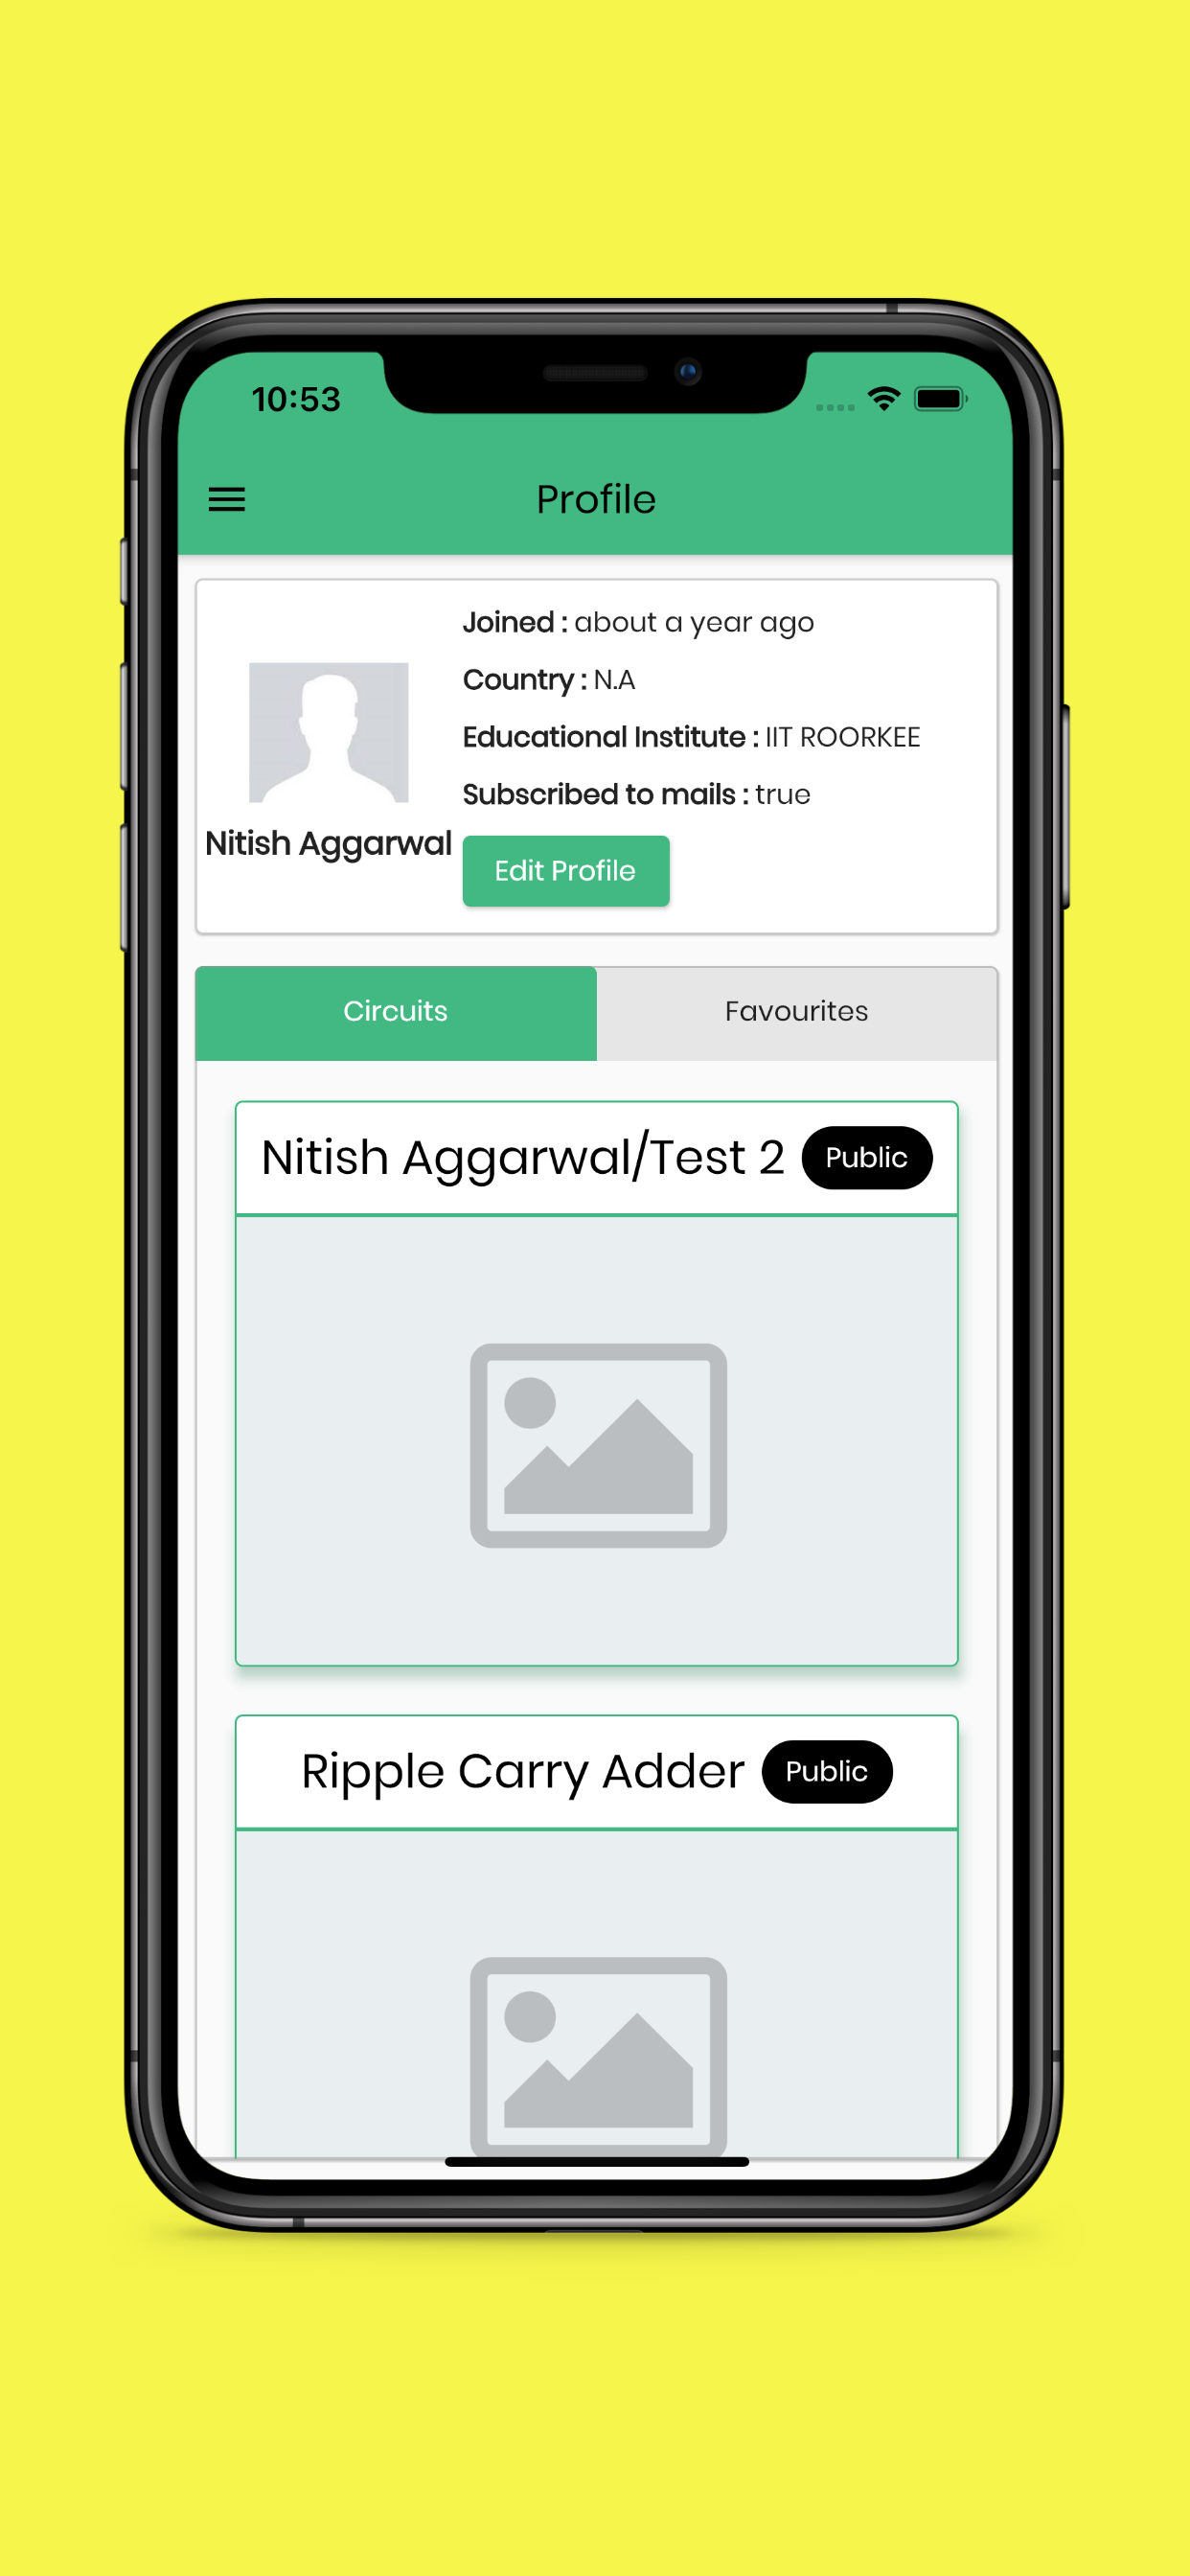 10:53
Profile
Joined : about a year ago
Country : N.A
Educational Institute : IIT ROORKEE
Subscribed to mails : true
Nitish Aggarwal
Edit Profile
Circuits
Favourites
Nitish Aggarwal/Test 2
Public
Ripple Carry Adder
Public